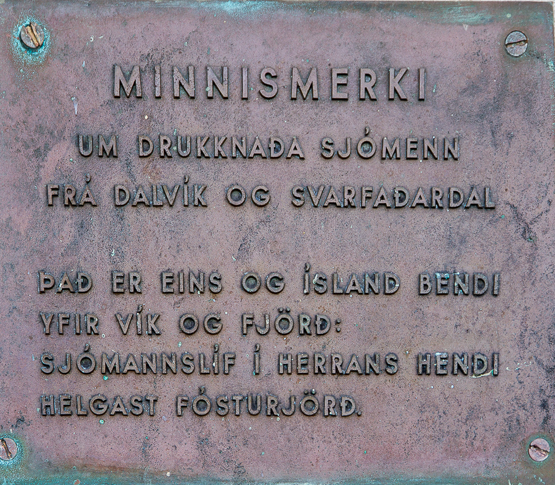 MINNISMERKI
UM DRUKKNAÐA SJÓMENN
FRÁ DALVÍK OG SVARFAÐARDAL
ÞAÐ ER EINS OG ÍSLAND BENDI
YFIR VÍK OG FJÖRÐ:
SJÓMANNSLÍF Í HERRANS HENDI
HELGAST FÓSTURJÖRÐ.